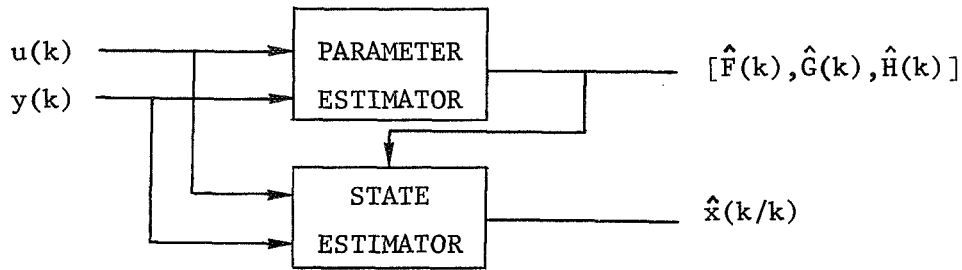 u(k)
y(k)
PARAMETER
ESTIMATOR
[F̂(k),Ĝ(k),Ĥ(k)]
STATE
ESTIMATOR
x̂(k/k)